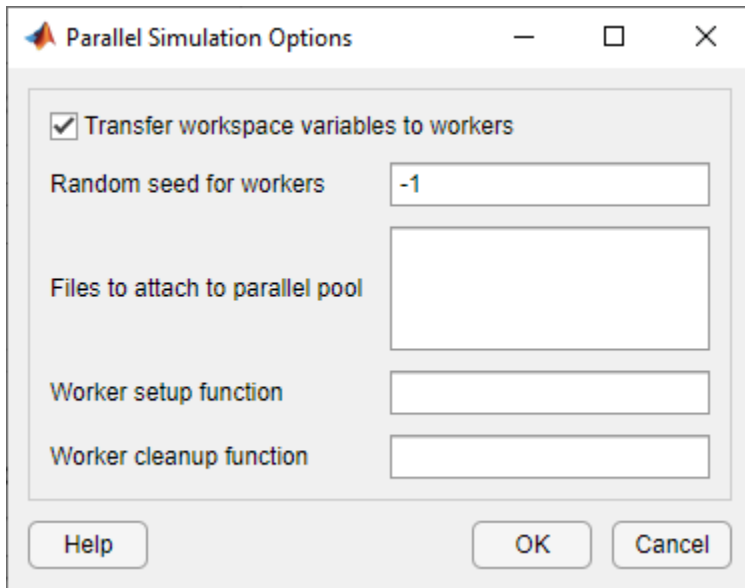 Parallel Simulation Options
Transfer workspace variables to workers
Random seed for workers -1
Files to attach to parallel pool
Worker setup function
Worker cleanup function
Help OK Cancel